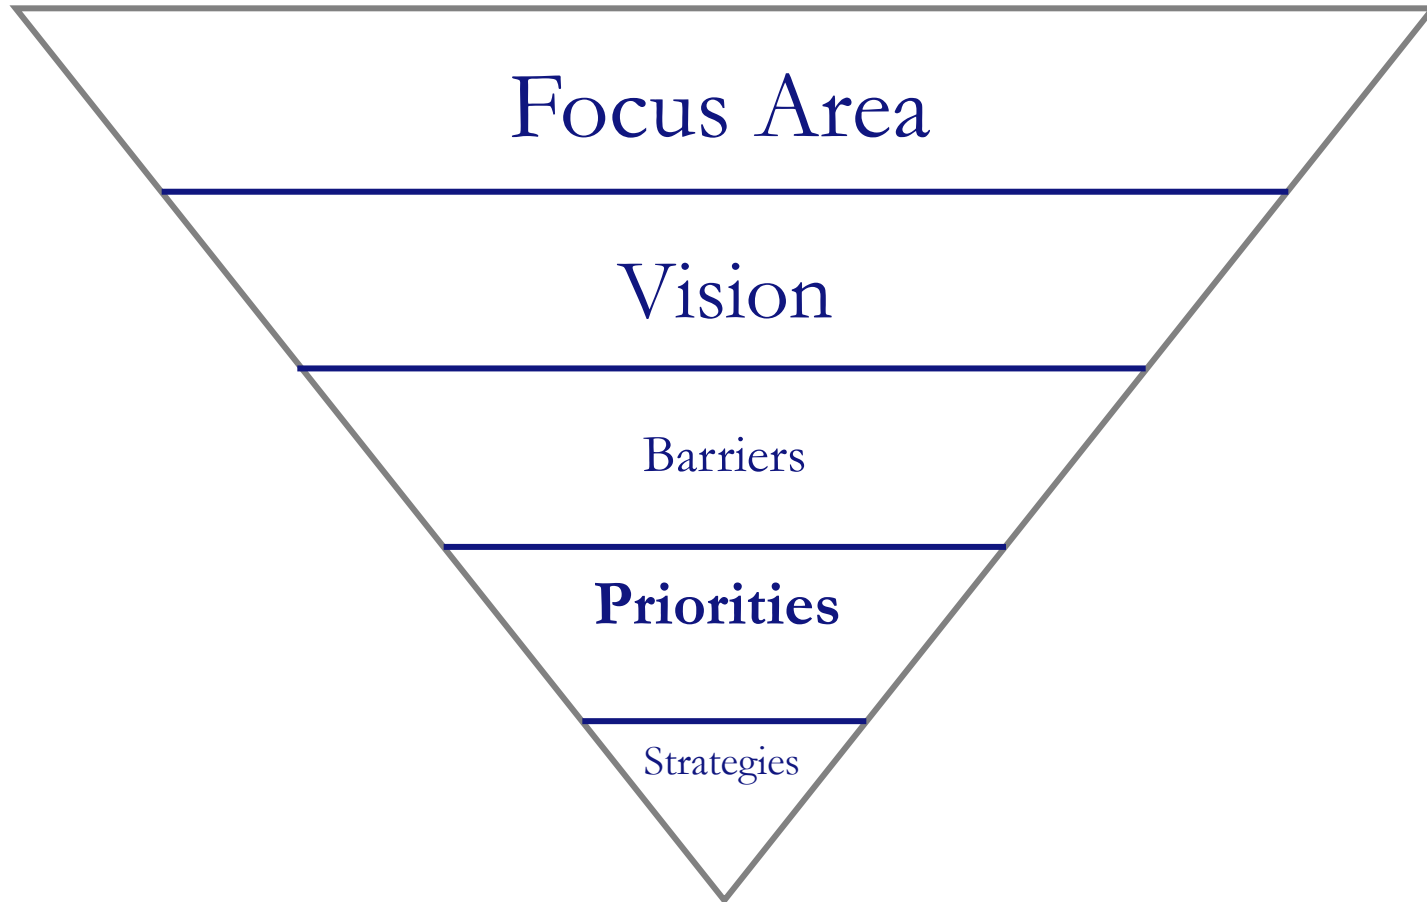 Focus Area
Vision
Barriers
Priorities
Strategies